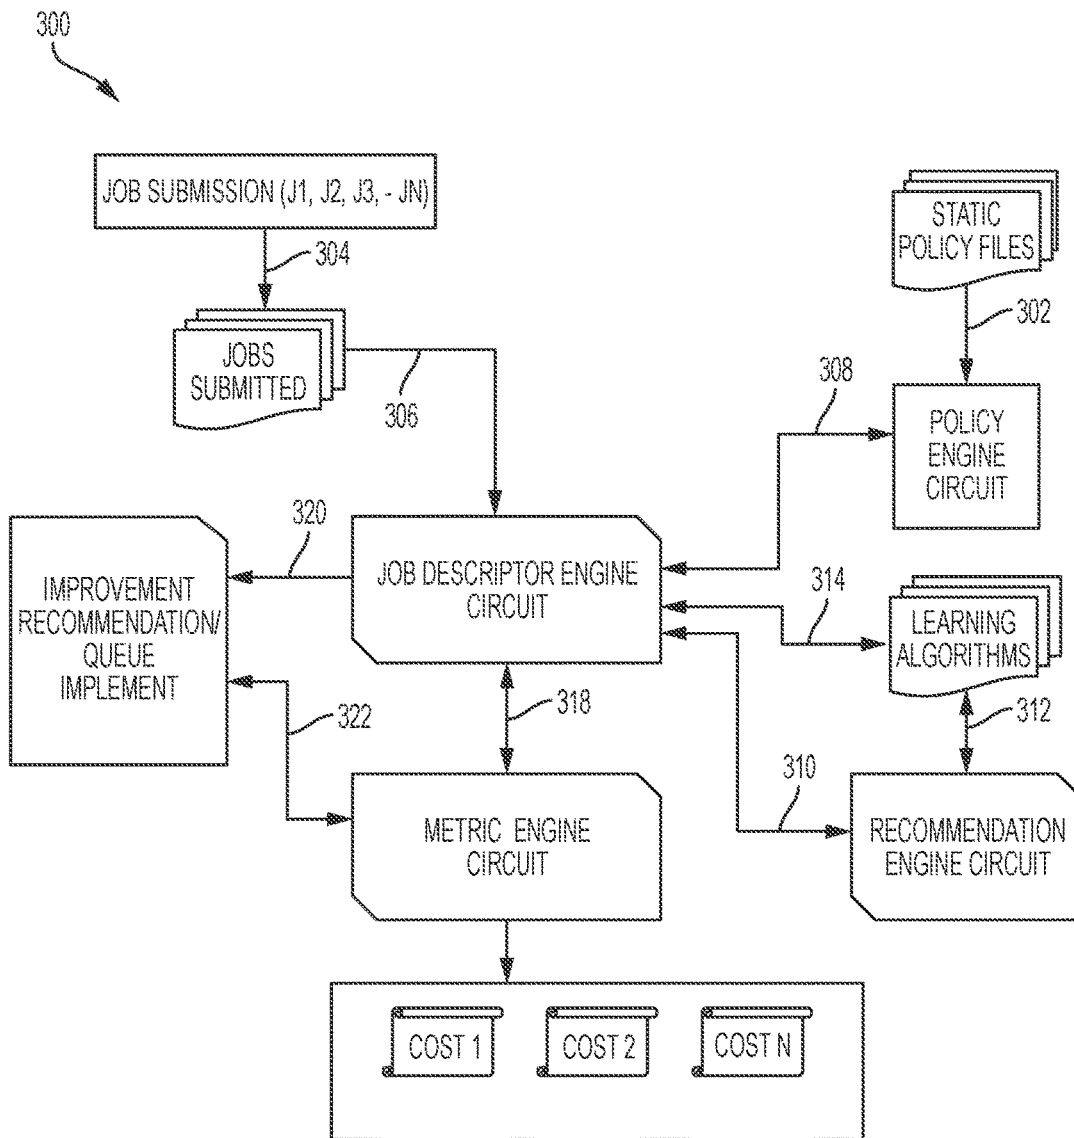 300
JOB SUBMISSION (J1, J2, J3, - JN)
304
STATIC
POLICY FILES
302
JOBS
SUBMITTED
306
308
POLICY
ENGINE
CIRCUIT
320
IMPROVEMENT
RECOMMENDATION/
QUEUE
IMPLEMENT
JOB DESCRIPTOR ENGINE
CIRCUIT
314
LEARNING
ALGORITHMS
322
318
312
310
METRIC ENGINE
CIRCUIT
RECOMMENDATION
ENGINE CIRCUIT
COST 1
COST 2
COST N